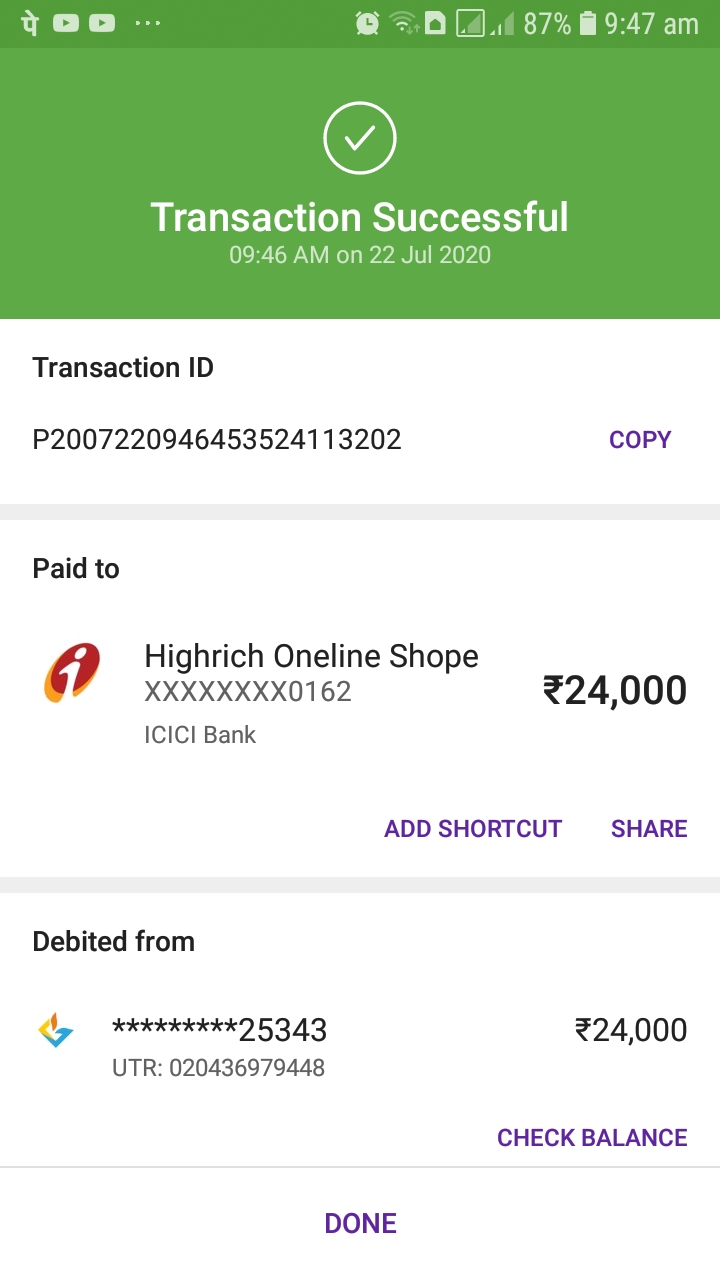 पे ... 87% 9:47 am
Transaction Successful
09:46 AM on 22 Jul 2020
Transaction ID
P2007220946453524113202 COPY
Paid to
Highrich Oneline Shope
XXXXXXXX0162 ₹24,000
ICICI Bank
ADD SHORTCUT SHARE
Debited from
*********25343 ₹24,000
UTR: 020436979448
CHECK BALANCE
DONE